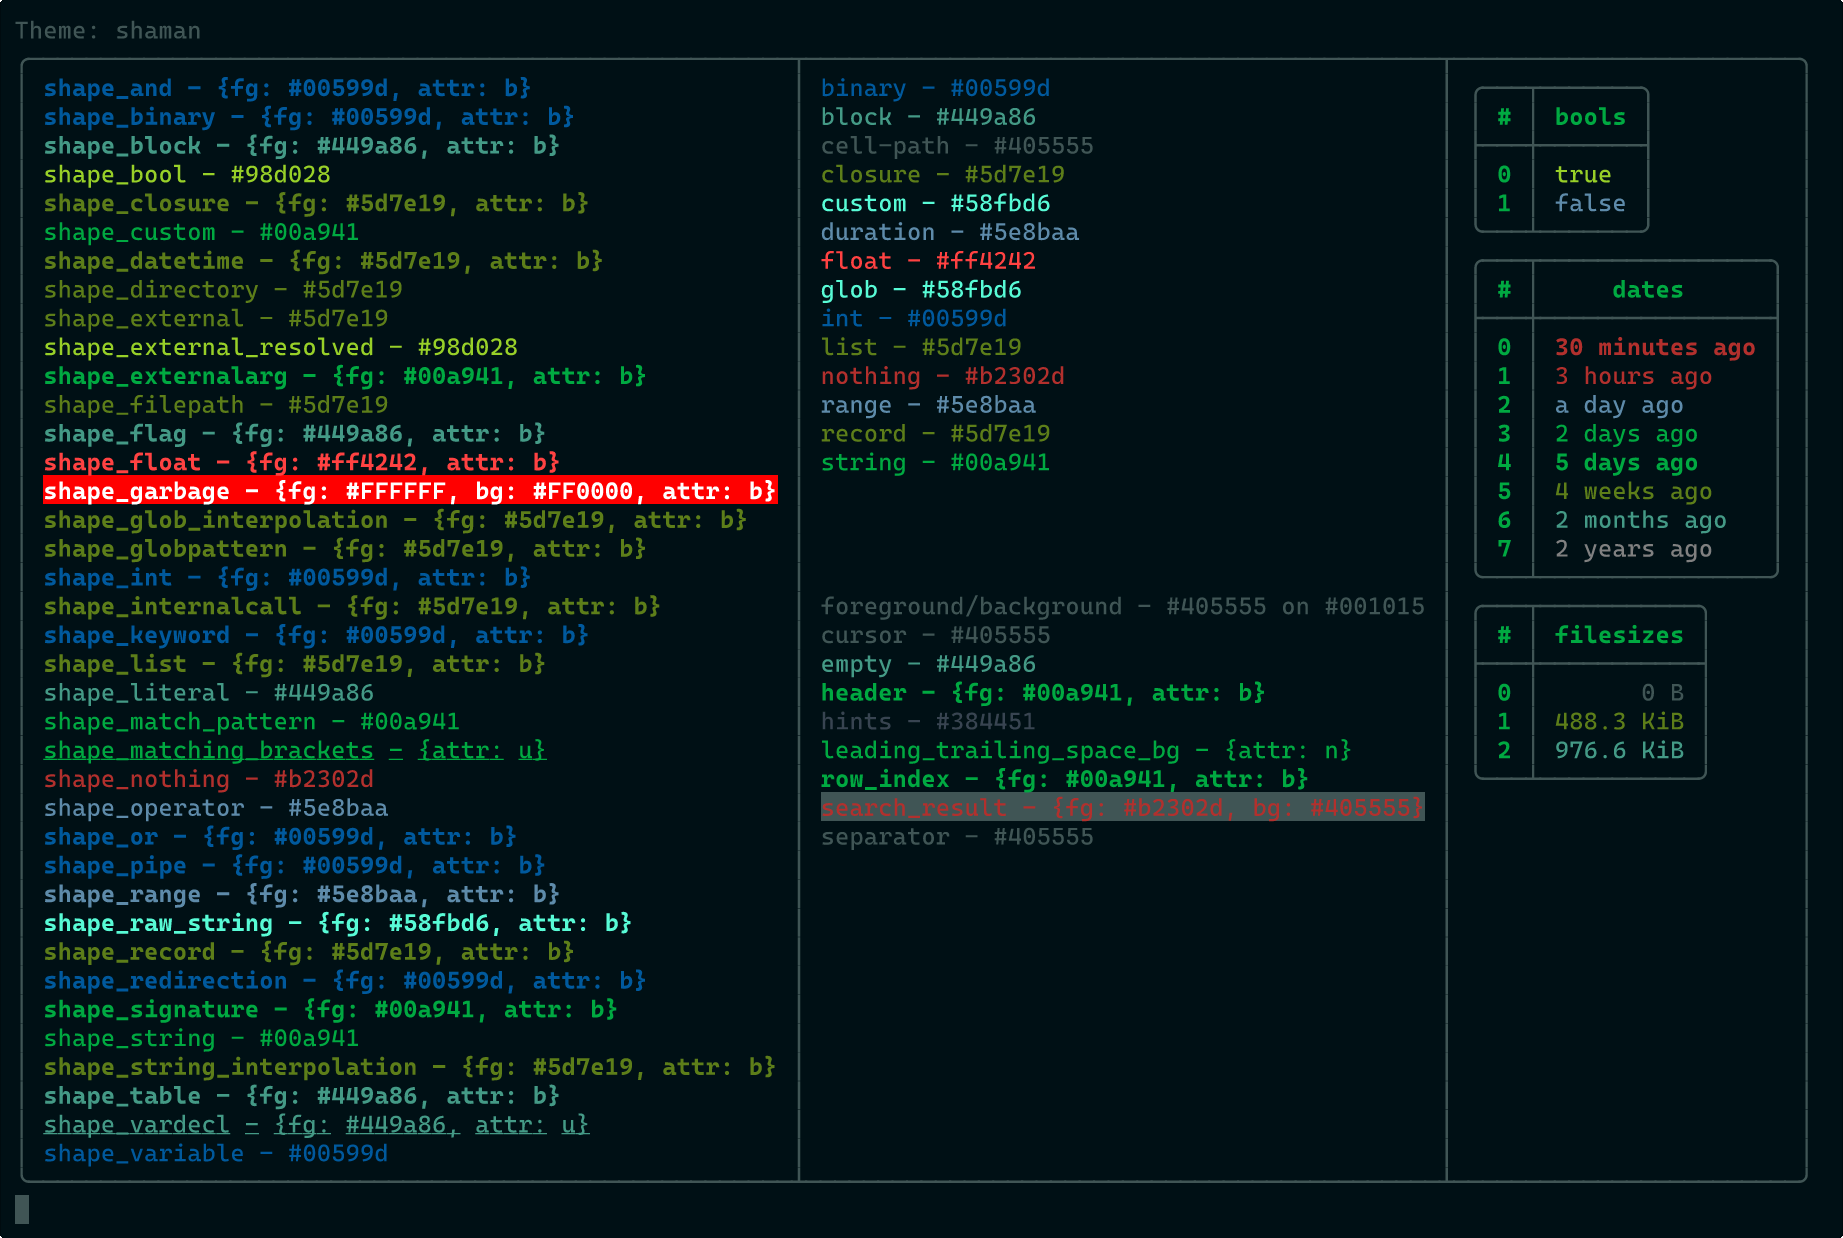 Theme: shaman
shape_and - {fg: #00599d, attr: b}
shape_binary - {fg: #00599d, attr: b}
shape_block - {fg: #449a86, attr: b}
shape_bool - #98d028
shape_closure - {fg: #5d7e19, attr: b}
shape_custom - #00a941
shape_datetime - {fg: #5d7e19, attr: b}
shape_directory - #5d7e19
shape_external - #5d7e19
shape_external_resolved - #98d028
shape_externalarg - {fg: #00a941, attr: b}
shape_filepath - #5d7e19
shape_flag - {fg: #449a86, attr: b}
shape_float - {fg: #ff4242, attr: b}
shape_garbage - {fg: #FFFFFF, bg: #FF0000, attr: b}
shape_glob_interpolation - {fg: #5d7e19, attr: b}
shape_globpattern - {fg: #5d7e19, attr: b}
shape_int - {fg: #00599d, attr: b}
shape_internalcall - {fg: #5d7e19, attr: b}
shape_keyword - {fg: #00599d, attr: b}
shape_list - {fg: #5d7e19, attr: b}
shape_literal - #449a86
shape_match_pattern - #00a941
shape_matching_brackets - {attr: u}
shape_nothing - #b2302d
shape_operator - #5e8baa
shape_or - {fg: #00599d, attr: b}
shape_pipe - {fg: #00599d, attr: b}
shape_range - {fg: #5e8baa, attr: b}
shape_raw_string - {fg: #58fbd6, attr: b}
shape_record - {fg: #5d7e19, attr: b}
shape_redirection - {fg: #00599d, attr: b}
shape_signature - {fg: #00a941, attr: b}
shape_string - #00a941
shape_string_interpolation - {fg: #5d7e19, attr: b}
shape_table - {fg: #449a86, attr: b}
shape_vardecl - {fg: #449a86, attr: u}
shape_variable - #00599d
binary - #00599d
block - #449a86
cell-path - #405555
closure - #5d7e19
custom - #58fbd6
duration - #5e8baa
float - #ff4242
glob - #58fbd6
int - #00599d
list - #5d7e19
nothing - #b2302d
range - #5e8baa
record - #5d7e19
string - #00a941
foreground/background - #405555 on #001015
cursor - #405555
empty - #449a86
header - {fg: #00a941, attr: b}
hints - #384451
leading_trailing_space_bg - {attr: n}
row_index - {fg: #00a941, attr: b}
search_result - {fg: #b2302d, bg: #405555}
separator - #405555
# bools
0 true
1 false
# dates
0 30 minutes ago
1 3 hours ago
2 a day ago
3 2 days ago
4 5 days ago
5 4 weeks ago
6 2 months ago
7 2 years ago
# filesizes
0 0 B
1 488.3 KiB
2 976.6 KiB